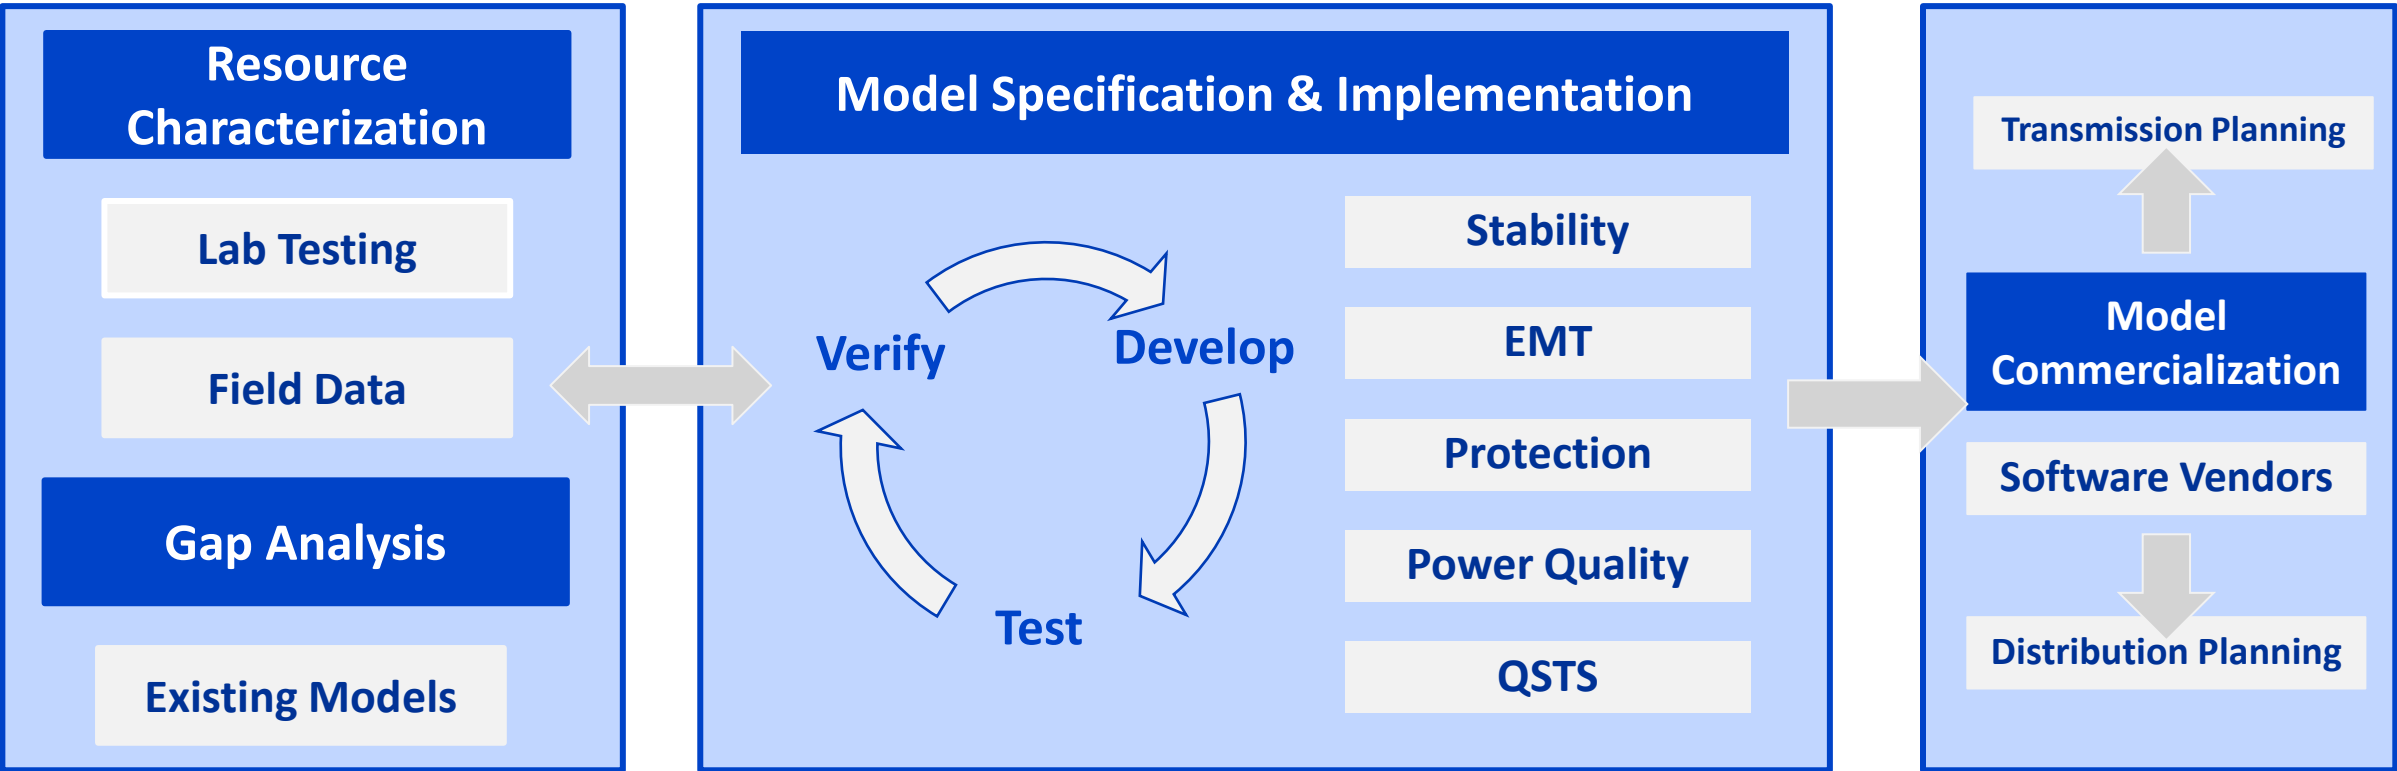 Resource
Characterization
Lab Testing
Field Data
Gap Analysis
Existing Models
Model Specification & Implementation
Verify
Develop
Test
Stability
EMT
Protection
Power Quality
QSTS
Transmission Planning
Model
Commercialization
Software Vendors
Distribution Planning